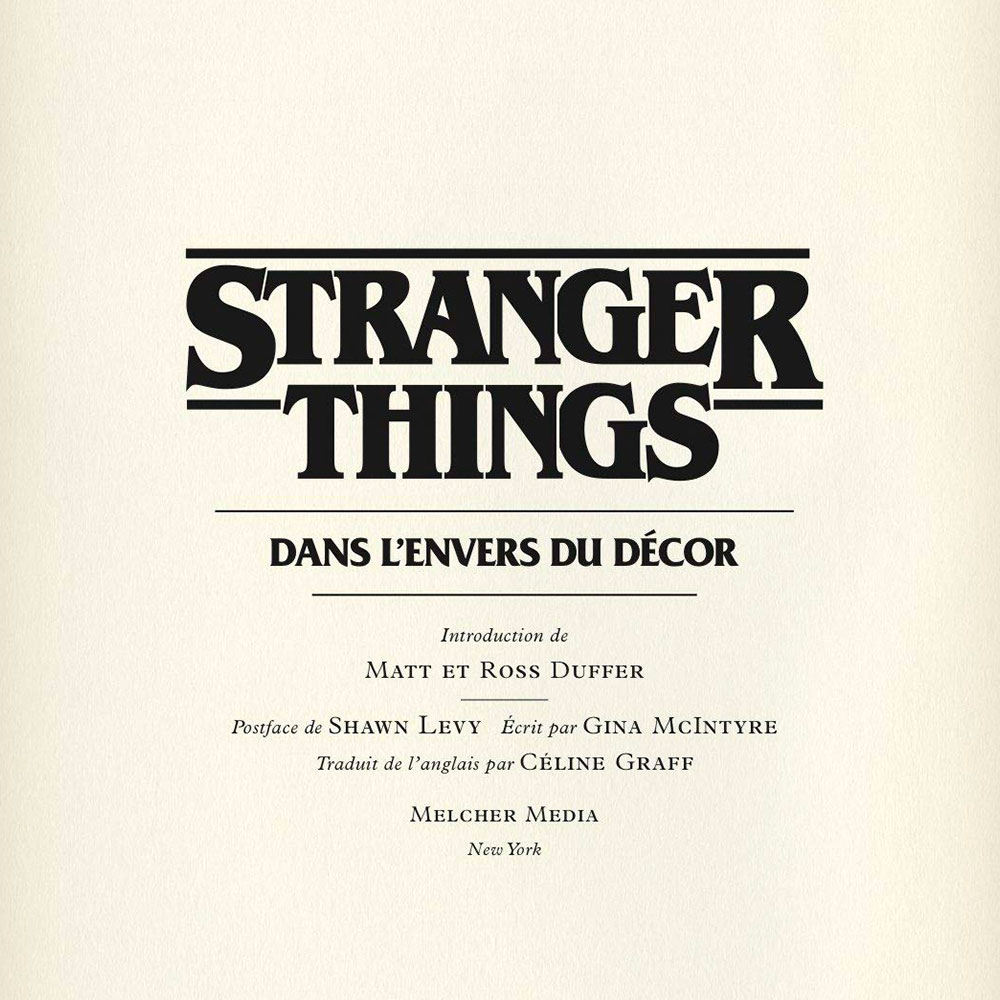 STRANGER
THINGS
DANS L'ENVERS DU DÉCOR
Introduction de
MATT ET ROSS DUFFER
Postface de SHAWN LEVY Écrit par GINA MCINTYRE
Traduit de l'anglais par CÉLINE GRAFF
MELCHER MEDIA
New York